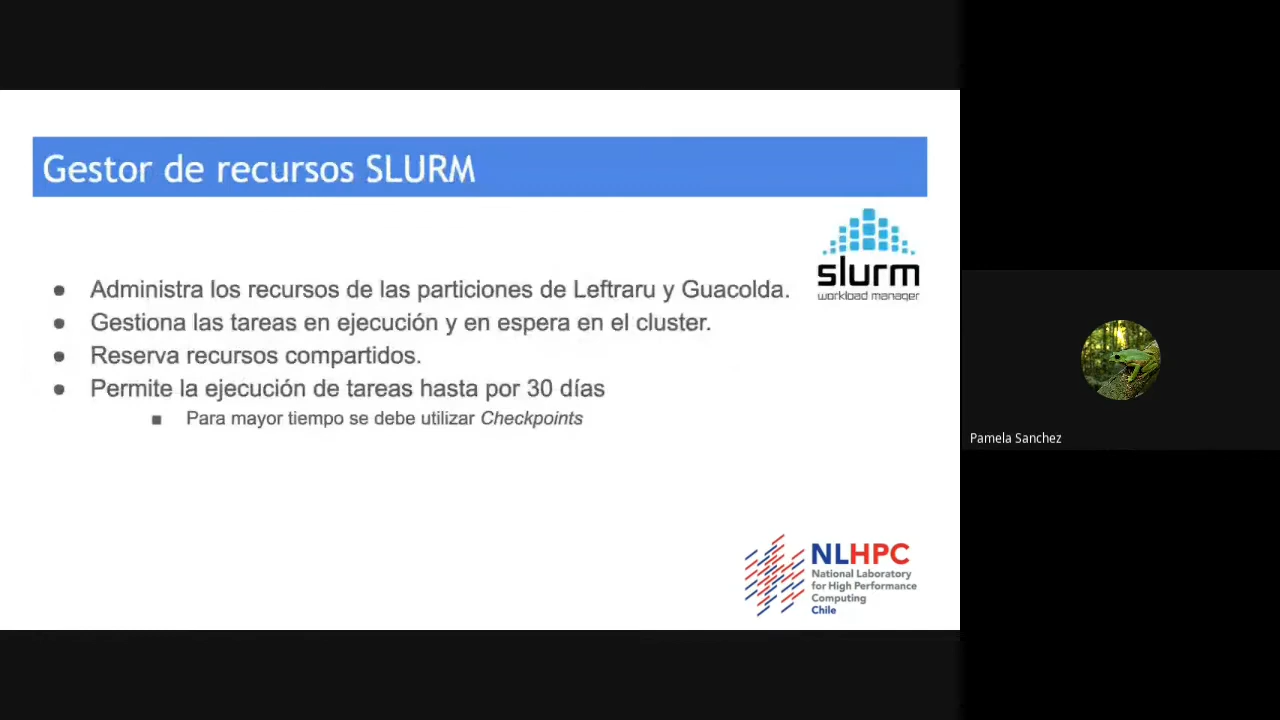 Gestor de recursos SLURM
slurm
workload manager
Administra los recursos de las particiones de Leftraru y Guacolda.
Gestiona las tareas en ejecución y en espera en el cluster.
Reserva recursos compartidos.
Permite la ejecución de tareas hasta por 30 días
Para mayor tiempo se debe utilizar Checkpoints
Pamela Sanchez
NLHPC
National Laboratory
for High Performance
Computing
Chile